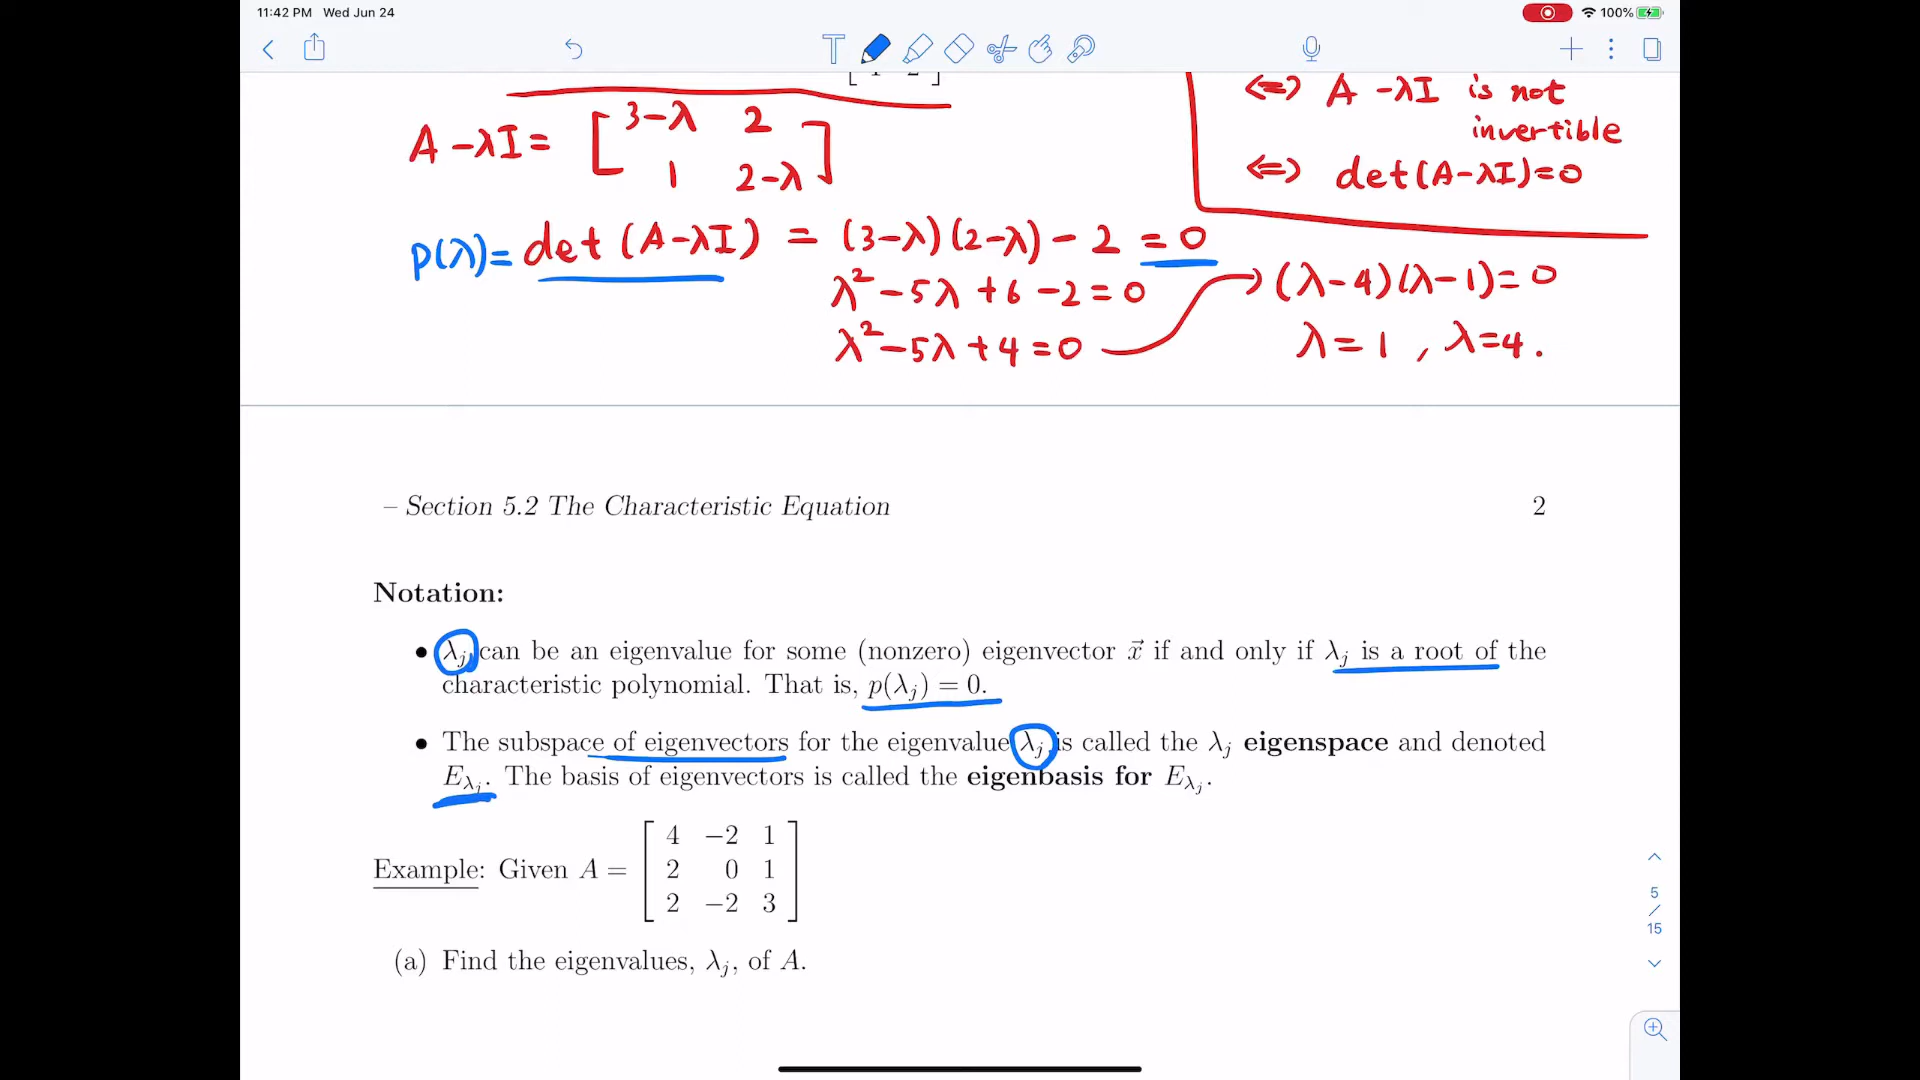 11:42 PM Wed Jun 24
100%
T
1 2
A - λI = [ 3-λ 2
1 2-λ ]
⇔ A - λI is not
invertible
⇔ det(A-λI)=0
p(λ)= det (A-λI) = (3-λ)(2-λ) - 2 = 0
λ² - 5λ + 6 - 2 = 0
λ² - 5λ + 4 = 0
(λ-4)(λ-1)=0
λ = 1 , λ=4.
– Section 5.2 The Characteristic Equation 2
Notation:
• λj can be an eigenvalue for some (nonzero) eigenvector x⃗ if and only if λj is a root of the
characteristic polynomial. That is, p(λj) = 0.
• The subspace of eigenvectors for the eigenvalue λj is called the λj eigenspace and denoted
Eλj. The basis of eigenvectors is called the eigenbasis for Eλj.
Example: Given A =
4 −2 1
2 0 1
2 −2 3
(a) Find the eigenvalues, λj, of A.
5
/
15